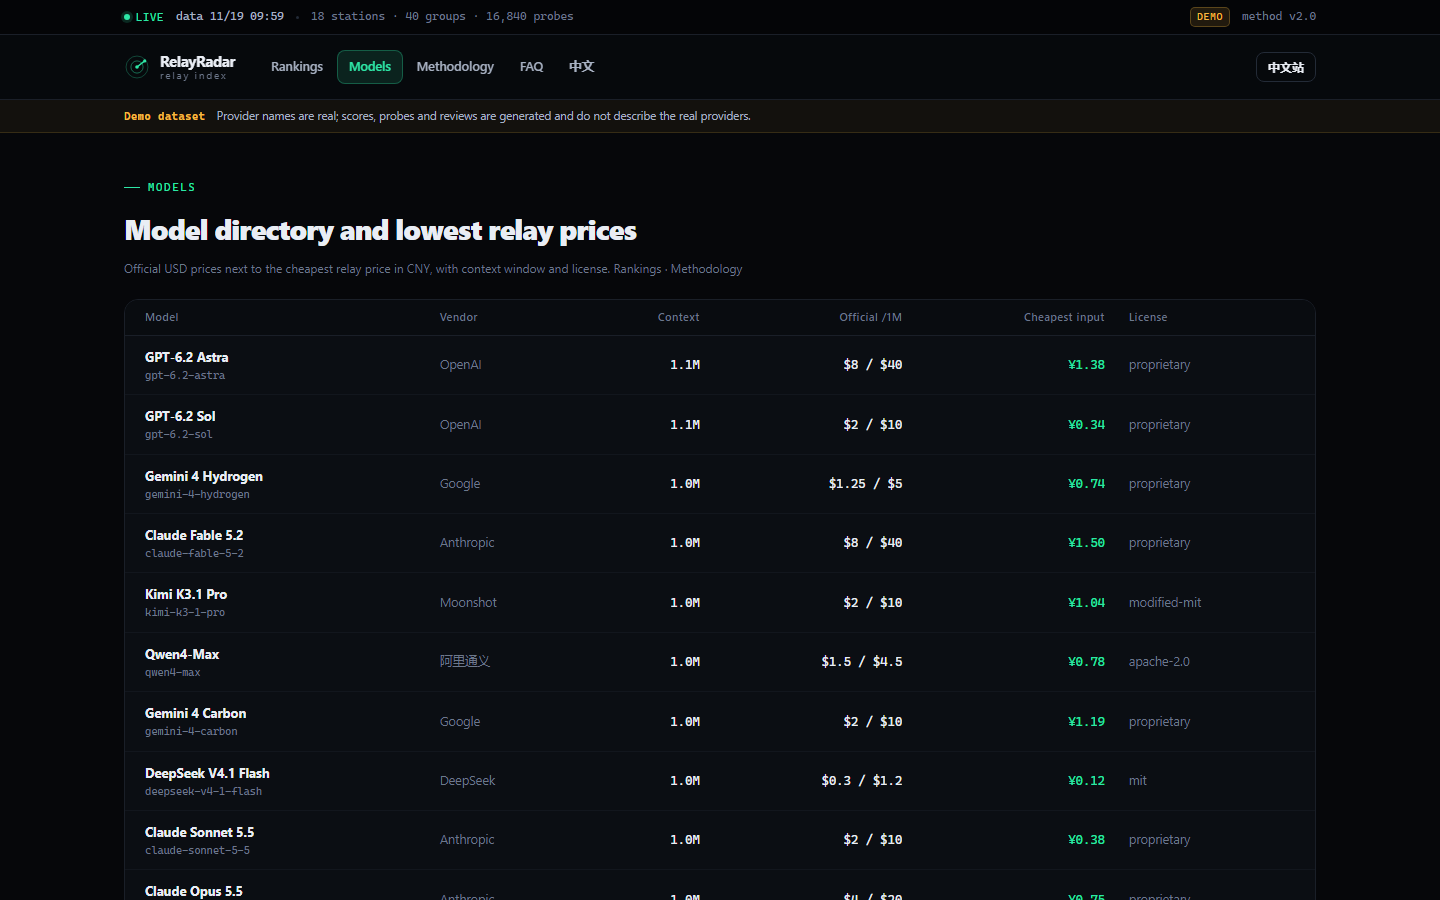 LIVE data 11/19 09:59 · 18 stations · 40 groups · 16,840 probes DEMO method v2.0
RelayRadar
relay index
Rankings Models Methodology FAQ 中文 中文站
Demo dataset Provider names are real; scores, probes and reviews are generated and do not describe the real providers.
MODELS
Model directory and lowest relay prices
Official USD prices next to the cheapest relay price in CNY, with context window and license. Rankings · Methodology
Model Vendor Context Official /1M Cheapest input License
GPT-6.2 Astra
gpt-6.2-astra
OpenAI 1.1M $8 / $40 ¥1.38 proprietary
GPT-6.2 Sol
gpt-6.2-sol
OpenAI 1.1M $2 / $10 ¥0.34 proprietary
Gemini 4 Hydrogen
gemini-4-hydrogen
Google 1.0M $1.25 / $5 ¥0.74 proprietary
Claude Fable 5.2
claude-fable-5-2
Anthropic 1.0M $8 / $40 ¥1.50 proprietary
Kimi K3.1 Pro
kimi-k3-1-pro
Moonshot 1.0M $2 / $10 ¥1.04 modified-mit
Qwen4-Max
qwen4-max
阿里通义 1.0M $1.5 / $4.5 ¥0.78 apache-2.0
Gemini 4 Carbon
gemini-4-carbon
Google 1.0M $2 / $10 ¥1.19 proprietary
DeepSeek V4.1 Flash
deepseek-v4-1-flash
DeepSeek 1.0M $0.3 / $1.2 ¥0.12 mit
Claude Sonnet 5.5
claude-sonnet-5-5
Anthropic 1.0M $2 / $10 ¥0.38 proprietary
Claude Opus 5.5
Anthropic 1.0M $4 / $20 ¥0.75 proprietary